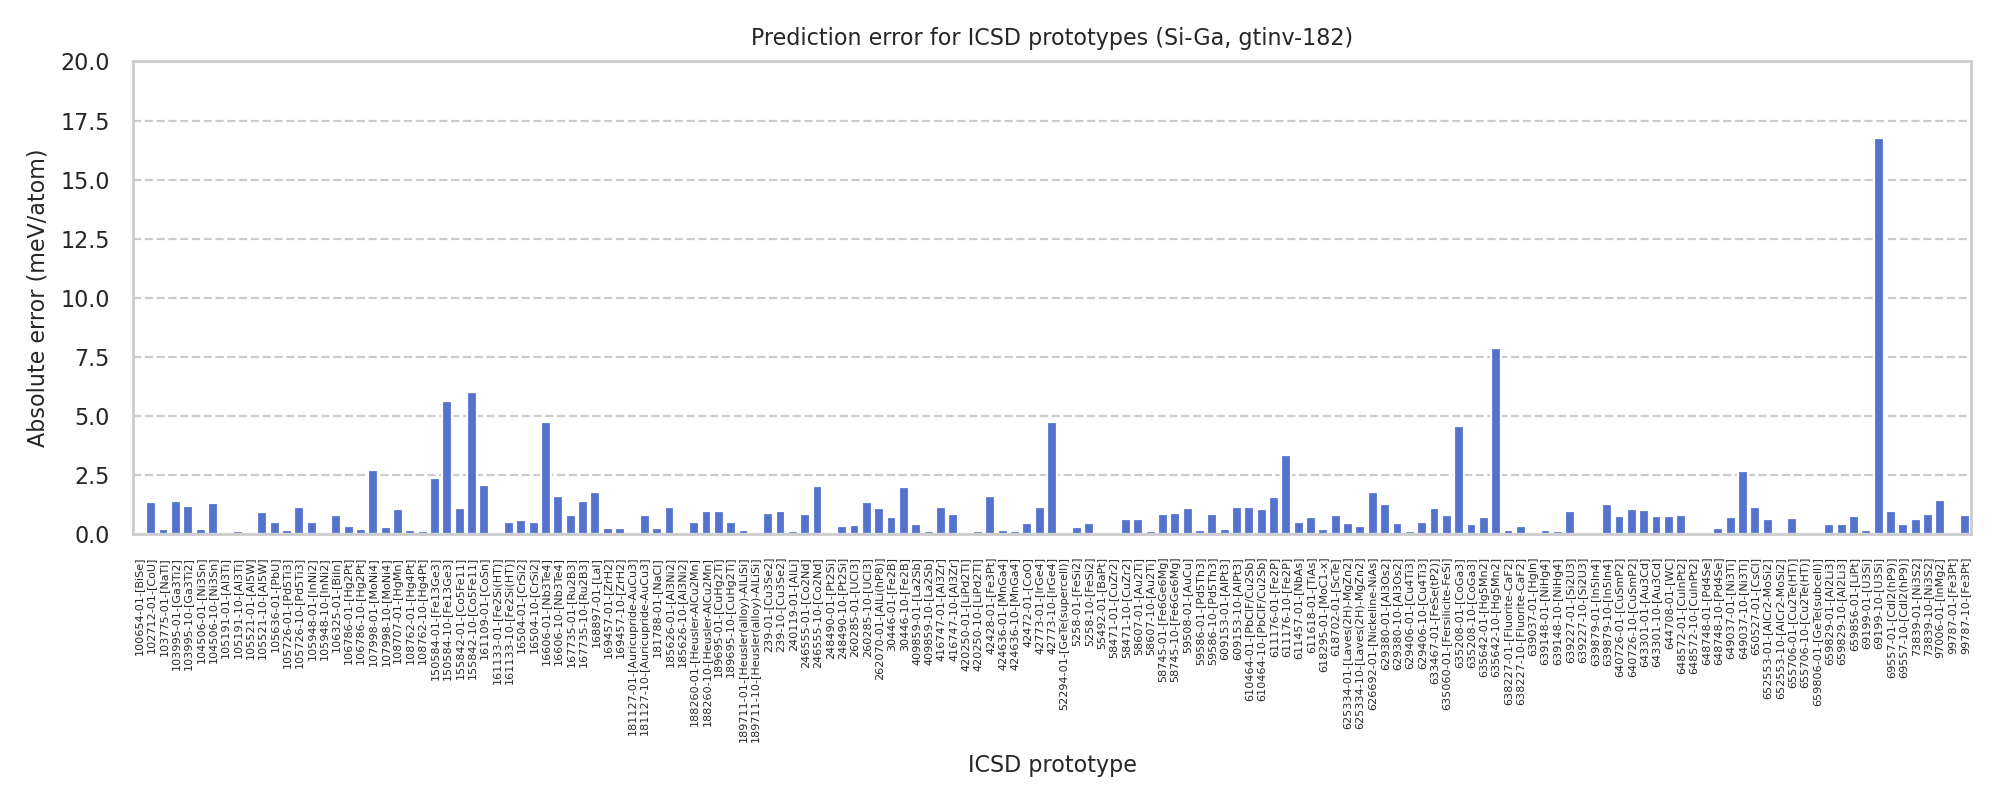 Prediction error for ICSD prototypes (Si-Ga, gtinv-182)
Absolute error (meV/atom)
20.0
17.5
15.0
12.5
10.0
7.5
5.0
2.5
0.0
100654-01-[BiSe]
102712-01-[CoU]
103775-01-[NaTl]
103995-01-[Ga3Ti2]
103995-10-[Ga3Ti2]
104506-01-[Ni3Sn]
104506-10-[Ni3Sn]
105191-01-[Al3Ti]
105191-10-[Al3Ti]
105521-01-[Al5W]
105521-10-[Al5W]
105636-01-[PbU]
105726-01-[Pd5Ti3]
105726-10-[Pd5Ti3]
105948-01-[InNi2]
105948-10-[InNi2]
109325-01-[BiIn]
106786-01-[Hg2Pt]
106786-10-[Hg2Pt]
107998-01-[MoNi4]
107998-10-[MoNi4]
108707-01-[HgMn]
108762-01-[Hg4Pt]
108762-10-[Hg4Pt]
150584-01-[Fe13Ge3]
150584-10-[Fe13Ge3]
155842-01-[Co5Fe11]
155842-10-[Co5Fe11]
161109-01-[CoSn]
161133-01-[Fe2Si(HT)]
161133-10-[Fe2Si(HT)]
16504-01-[CrSi2]
16504-10-[CrSi2]
16606-01-[Nb3Te4]
16606-10-[Nb3Te4]
167735-01-[Ru2B3]
167735-10-[Ru2B3]
168897-01-[LaI]
169457-01-[ZrH2]
169457-10-[ZrH2]
181127-01-[Auricupride-AuCu3]
181127-10-[Auricupride-AuCu3]
181788-01-[NaCl]
185626-01-[Al3Ni2]
185626-10-[Al3Ni2]
188260-01-[Heusler-AlCu2Mn]
188260-10-[Heusler-AlCu2Mn]
189695-01-[CuHg2Ti]
189695-10-[CuHg2Ti]
189711-01-[Heusler(alloy)-AlLiSi]
189711-10-[Heusler(alloy)-AlLiSi]
239-01-[Cu3Se2]
239-10-[Cu3Se2]
240119-01-[AlLi]
246555-01-[Co2Nd]
246555-10-[Co2Nd]
248490-01-[Pt2Si]
248490-10-[Pt2Si]
260285-01-[UCl3]
260285-10-[UCl3]
262070-01-[AlLi(hP8)]
30446-01-[Fe2B]
30446-10-[Fe2B]
409859-01-[La2Sb]
409859-10-[La2Sb]
416747-01-[Al3Zr]
416747-10-[Al3Zr]
420250-01-[LiPd2Tl]
420250-10-[LiPd2Tl]
42428-01-[Fe3Pt]
424636-01-[MnGa4]
424636-10-[MnGa4]
42472-01-[CoO]
42773-01-[IrGe4]
42773-10-[IrGe4]
52294-01-[GeTe(supercell)]
5258-01-[FeSi2]
5258-10-[FeSi2]
55492-01-[BaPt]
58471-01-[CuZr2]
58471-10-[CuZr2]
58607-01-[Au2Ti]
58607-10-[Au2Ti]
58745-01-[Fe6Ge6Mg]
58745-10-[Fe6Ge6Mg]
59508-01-[AuCu]
59586-01-[Pd5Th3]
59586-10-[Pd5Th3]
609153-01-[AlPt3]
609153-10-[AlPt3]
610464-01-[PbClF/Cu2Sb]
610464-10-[PbClF/Cu2Sb]
611176-01-[Fe2P]
611176-10-[Fe2P]
611457-01-[NbAs]
611618-01-[TiAs]
618295-01-[MoC1-x]
618702-01-[ScTe]
625334-01-[Laves(2H)-MgZn2]
625334-10-[Laves(2H)-MgZn2]
626692-01-[Nickeline-NiAs]
629380-01-[Al3Os2]
629380-10-[Al3Os2]
629406-01-[Cu4Ti3]
629406-10-[Cu4Ti3]
633467-01-[FeSe(tP2)]
635060-01-[Fersilicite-FeSi]
635208-01-[CoGa3]
635208-10-[CoGa3]
635642-01-[Hg5Mn2]
635642-10-[Hg5Mn2]
638227-01-[Fluorite-CaF2]
638227-10-[Fluorite-CaF2]
639037-01-[HgIn]
639148-01-[NiHg4]
639148-10-[NiHg4]
639227-01-[Si2U3]
639227-10-[Si2U3]
639879-01-[In5In4]
639879-10-[In5In4]
640726-01-[CuSmP2]
640726-10-[CuSmP2]
643301-01-[Au3Cd]
643301-10-[Au3Cd]
644708-01-[WC]
648572-01-[CuInPt2]
648572-10-[CuInPt2]
648748-01-[Pd4Se]
648748-10-[Pd4Se]
649037-01-[Ni3Ti]
649037-10-[Ni3Ti]
650527-01-[CsCl]
652553-01-[AlCr2-MoSi2]
652553-10-[AlCr2-MoSi2]
655706-01-[Cu2Te(HT)]
655706-10-[Cu2Te(HT)]
659806-01-[GeTe(subcell)]
659829-01-[Al2Li3]
659829-10-[Al2Li3]
659856-01-[LiPt]
69199-01-[U3Si]
69199-10-[U3Si]
69557-01-[CdI2(hP9)]
69557-10-[CdI2(hP9)]
73839-01-[Ni3S2]
73839-10-[Ni3S2]
97006-01-[InMg2]
99787-01-[Fe3Pt]
99787-10-[Fe3Pt]
ICSD prototype